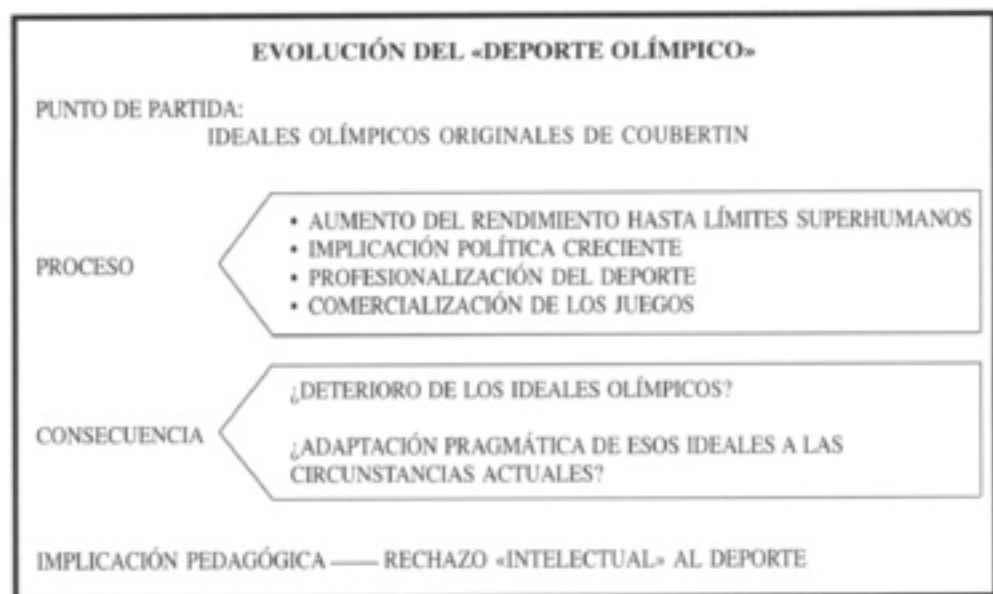 EVOLUCIÓN DEL «DEPORTE OLÍMPICO»
PUNTO DE PARTIDA:
IDEALES OLÍMPICOS ORIGINALES DE COUBERTIN
PROCESO
• AUMENTO DEL RENDIMIENTO HASTA LÍMITES SUPERHUMANOS
• IMPLICACIÓN POLÍTICA CRECIENTE
• PROFESIONALIZACIÓN DEL DEPORTE
• COMERCIALIZACIÓN DE LOS JUEGOS
CONSECUENCIA
¿DETERIORO DE LOS IDEALES OLÍMPICOS?
¿ADAPTACIÓN PRAGMÁTICA DE ESOS IDEALES A LAS
CIRCUNSTANCIAS ACTUALES?
IMPLICACIÓN PEDAGÓGICA —— RECHAZO «INTELECTUAL» AL DEPORTE